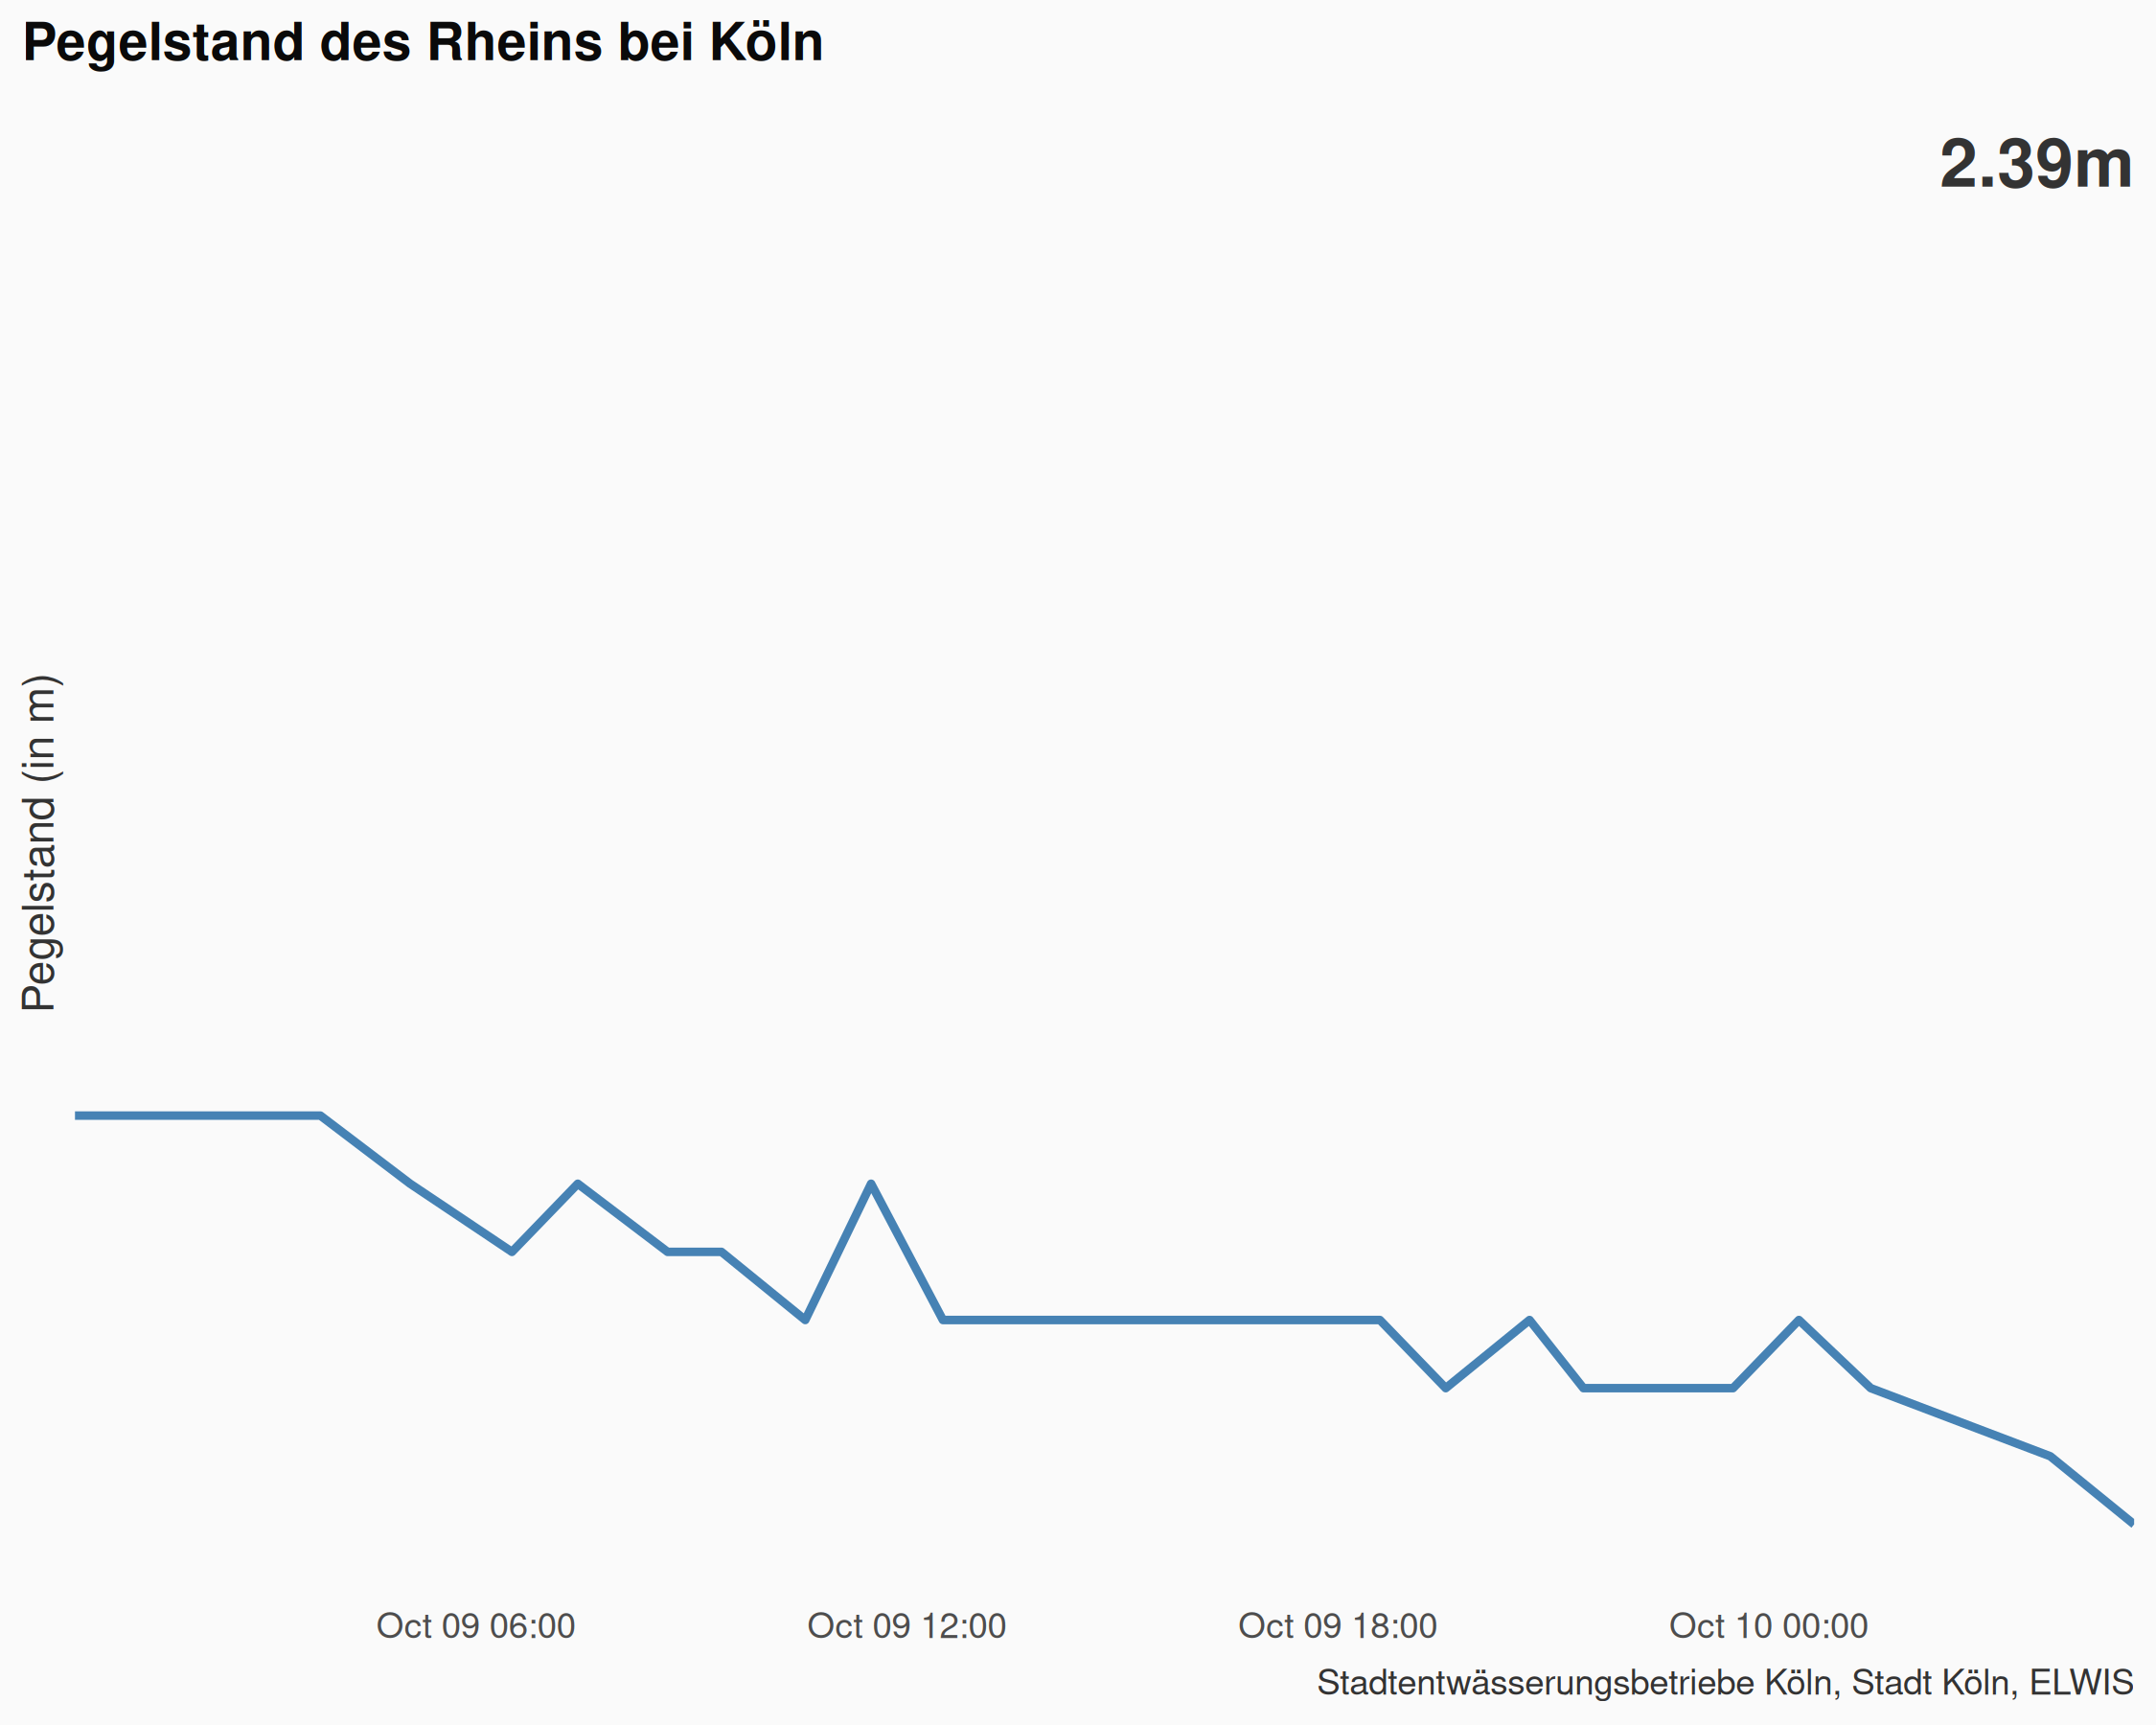 Pegelstand des Rheins bei Köln
2.39m
Pegelstand (in m)
Oct 09 06:00
Oct 09 12:00
Oct 09 18:00
Oct 10 00:00
Stadtentwässerungsbetriebe Köln, Stadt Köln, ELWIS